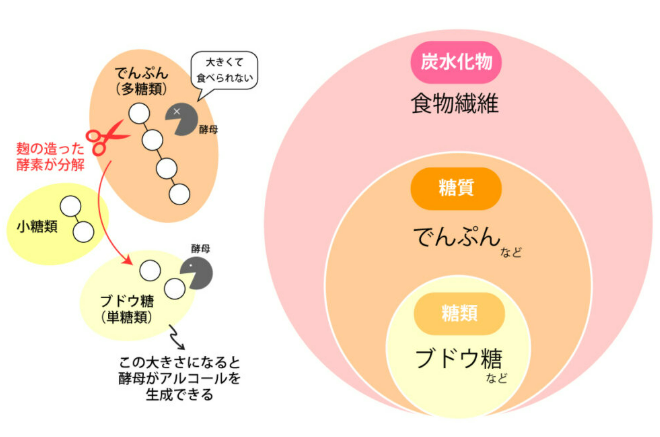 でんぷん
（多糖類）
大きくて
食べられない
酵母
麹の造った
酵素が分解
小糖類
酵母
ブドウ糖
（単糖類）
この大きさになると
酵母がアルコールを
生成できる
炭水化物
食物繊維
糖質
でんぷん
など
糖類
ブドウ糖
など